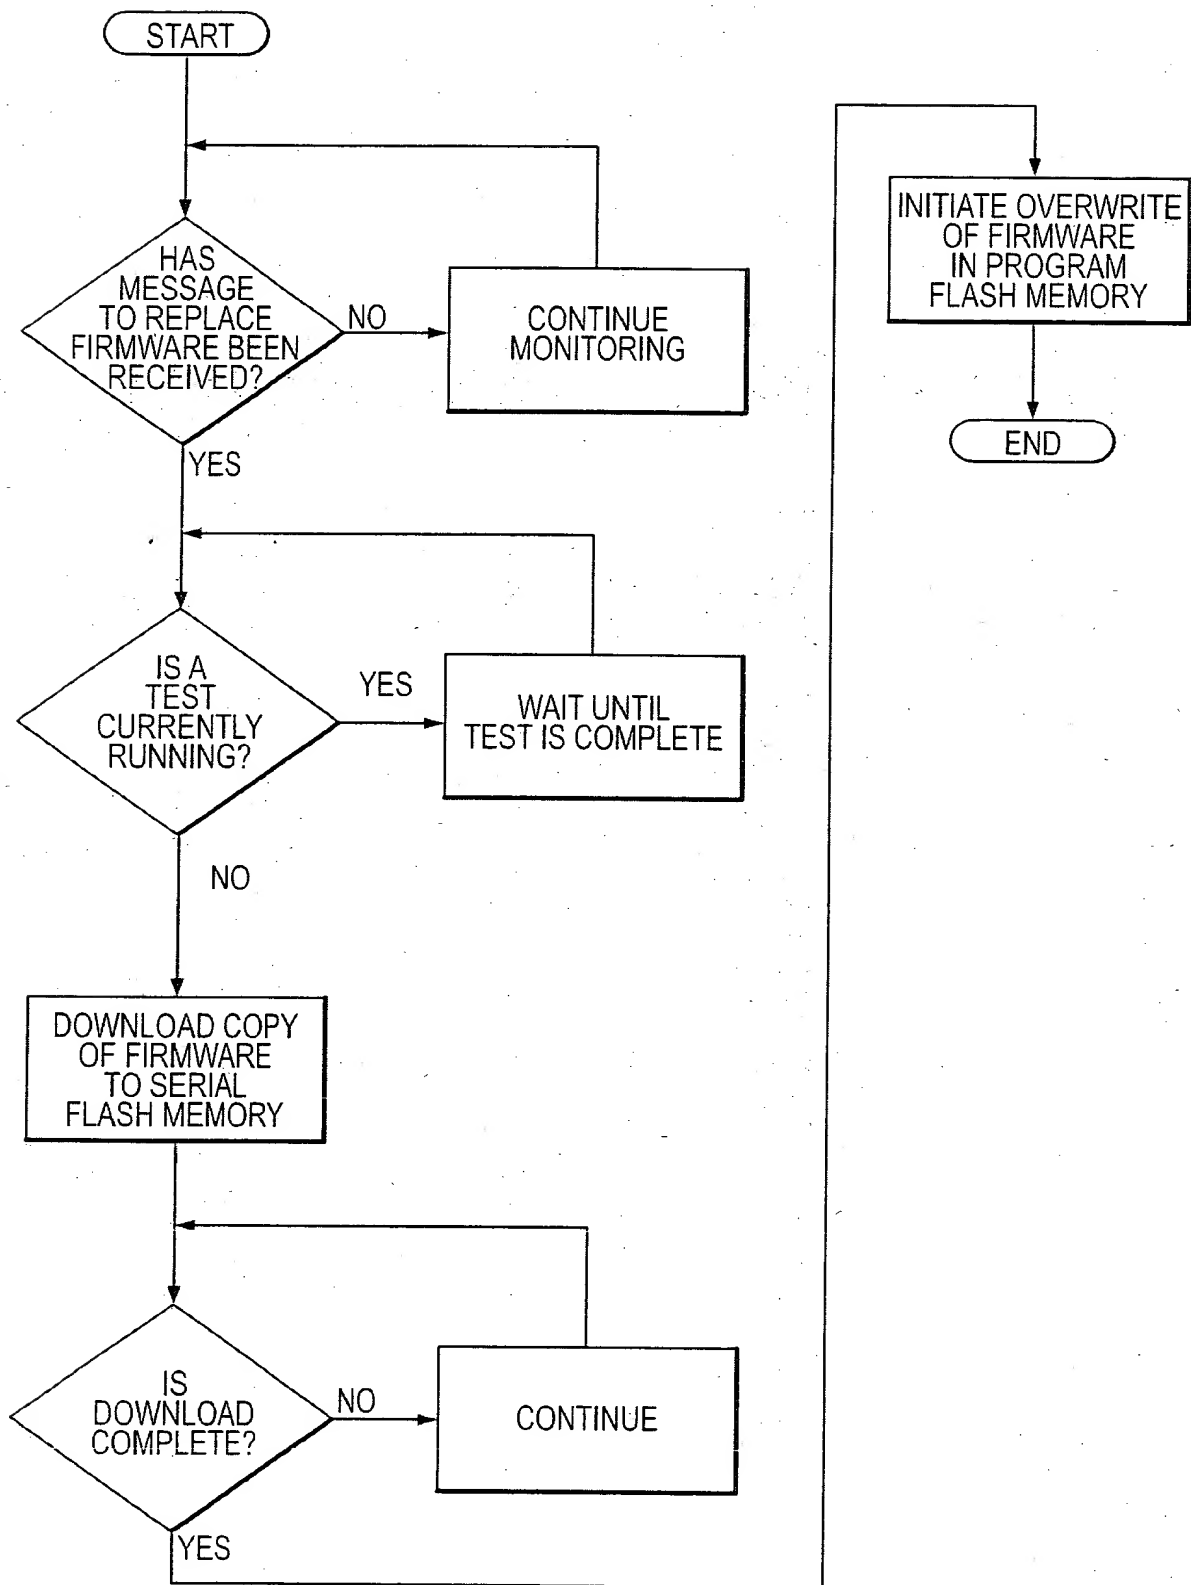 START
HAS
MESSAGE
TO REPLACE
FIRMWARE BEEN
RECEIVED?
NO
CONTINUE
MONITORING
YES
IS A
TEST
CURRENTLY
RUNNING?
YES
WAIT UNTIL
TEST IS COMPLETE
NO
DOWNLOAD COPY
OF FIRMWARE
TO SERIAL
FLASH MEMORY
IS
DOWNLOAD
COMPLETE?
NO
CONTINUE
YES
INITIATE OVERWRITE
OF FIRMWARE
IN PROGRAM
FLASH MEMORY
END